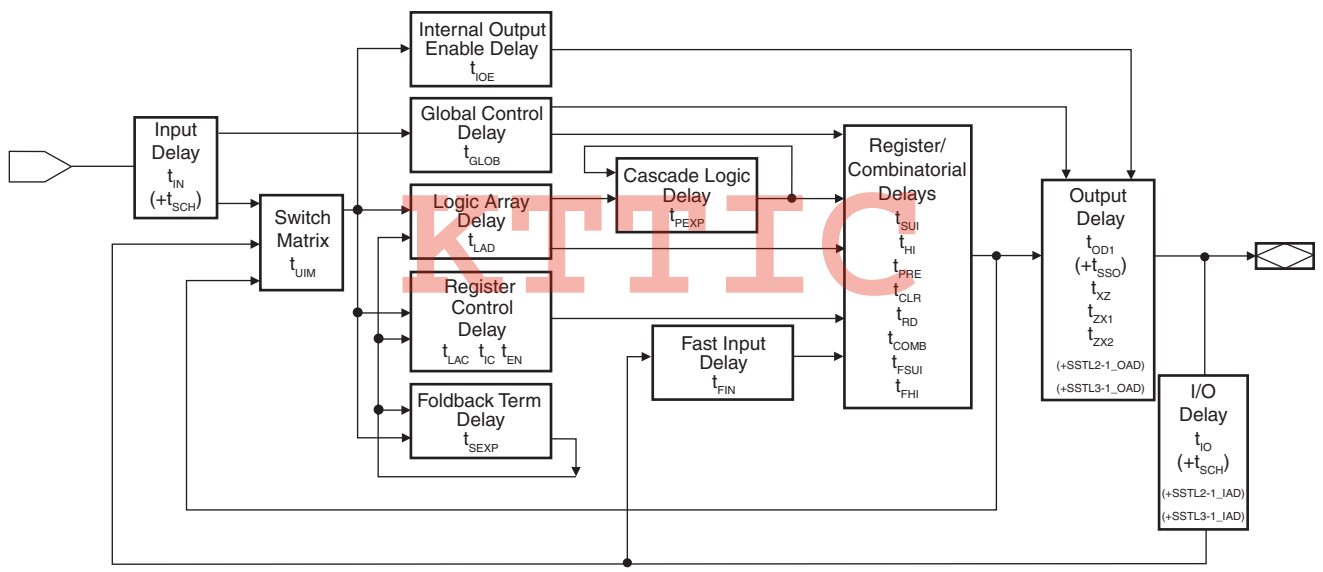 Internal Output
Enable Delay
tIOE
Global Control
Delay
tGLOB
Input
Delay
tIN
(+tSCH)
Switch
Matrix
tUIM
Logic Array
Delay
tLAD
Cascade Logic
Delay
tPEXP
Register
Control
Delay
tLAC tIC tEN
Fast Input
Delay
tFIN
Foldback Term
Delay
tSEXP
Register/
Combinatorial
Delays
tSUI
tHI
tPRE
tCLR
tRD
tCOMB
tFSUI
tFHI
Output
Delay
tOD1
(+tSSO)
tXZ
tZX1
tZX2
(+SSTL2-1_OAD)
(+SSTL3-1_OAD)
I/O
Delay
tIO
(+tSCH)
(+SSTL2-1_IAD)
(+SSTL3-1_IAD)
KTTIC